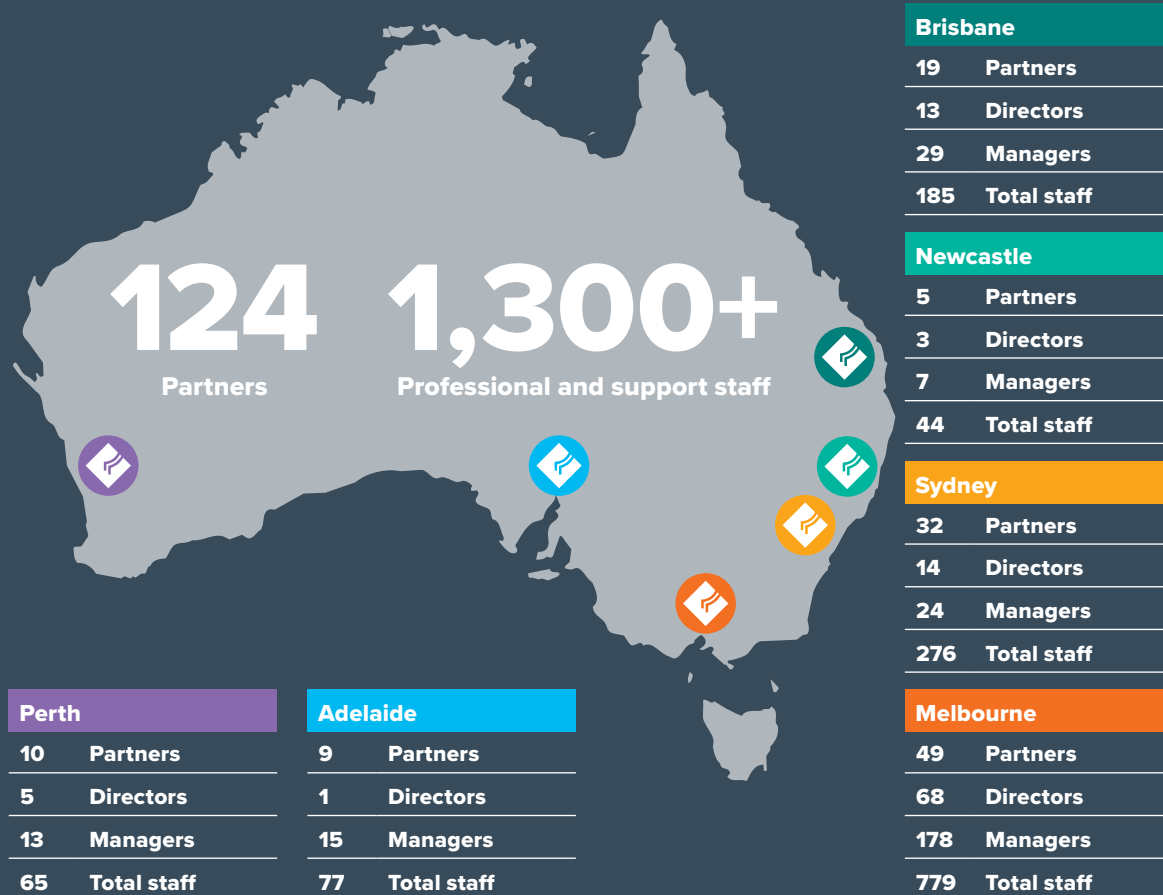 124
Partners
1,300+
Professional and support staff
Brisbane
19 Partners
13 Directors
29 Managers
185 Total staff
Newcastle
5 Partners
3 Directors
7 Managers
44 Total staff
Sydney
32 Partners
14 Directors
24 Managers
276 Total staff
Melbourne
49 Partners
68 Directors
178 Managers
779 Total staff
Perth
10 Partners
5 Directors
13 Managers
65 Total staff
Adelaide
9 Partners
1 Directors
15 Managers
77 Total staff